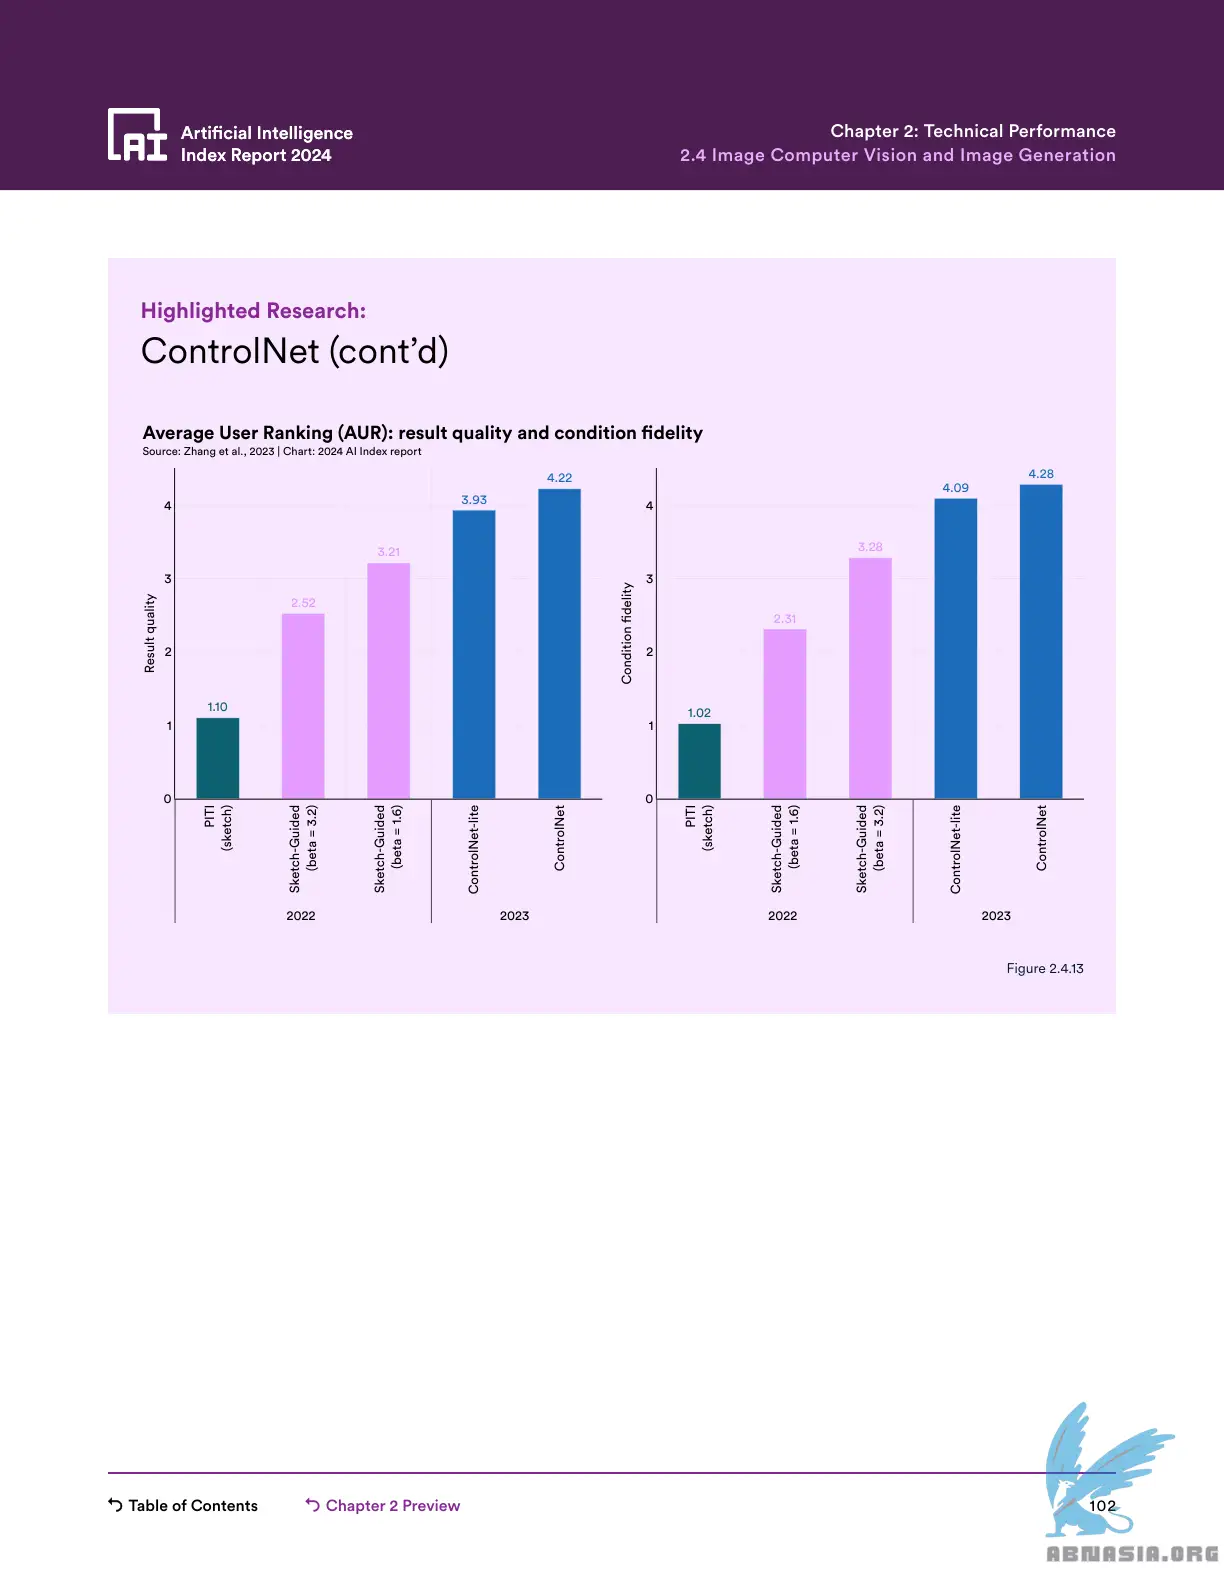 Artificial Intelligence
Index Report 2024
Chapter 2: Technical Performance
2.4 Image Computer Vision and Image Generation
Highlighted Research:
ControlNet (cont’d)
Average User Ranking (AUR): result quality and condition fidelity
Source: Zhang et al., 2023 | Chart: 2024 AI Index report
Result quality
4
3
2
1
0
1.10
2.52
3.21
3.93
4.22
PITI
(sketch)
Sketch-Guided
(beta = 3.2)
Sketch-Guided
(beta = 1.6)
ControlNet-lite
ControlNet
2022
2023
Condition fidelity
4
3
2
1
0
1.02
2.31
3.28
4.09
4.28
PITI
(sketch)
Sketch-Guided
(beta = 1.6)
Sketch-Guided
(beta = 3.2)
ControlNet-lite
ControlNet
2022
2023
Figure 2.4.13
Table of Contents
Chapter 2 Preview
102
ABNASIA.ORG